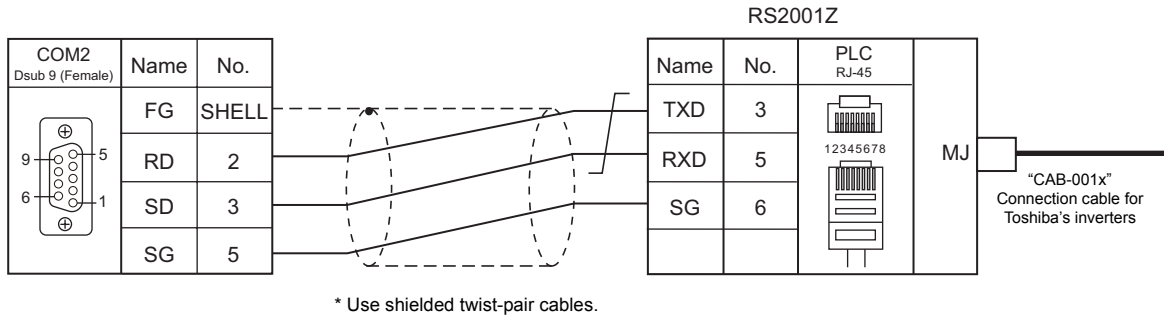 RS2001Z
COM2
Dsub 9 (Female)
Name
No.
FG
SHELL
RD
2
SD
3
SG
5
9
5
6
1
Name
No.
PLC
RJ-45
TXD
3
RXD
5
SG
6
12345678
MJ
“CAB-001x”
Connection cable for
Toshiba’s inverters
* Use shielded twist-pair cables.